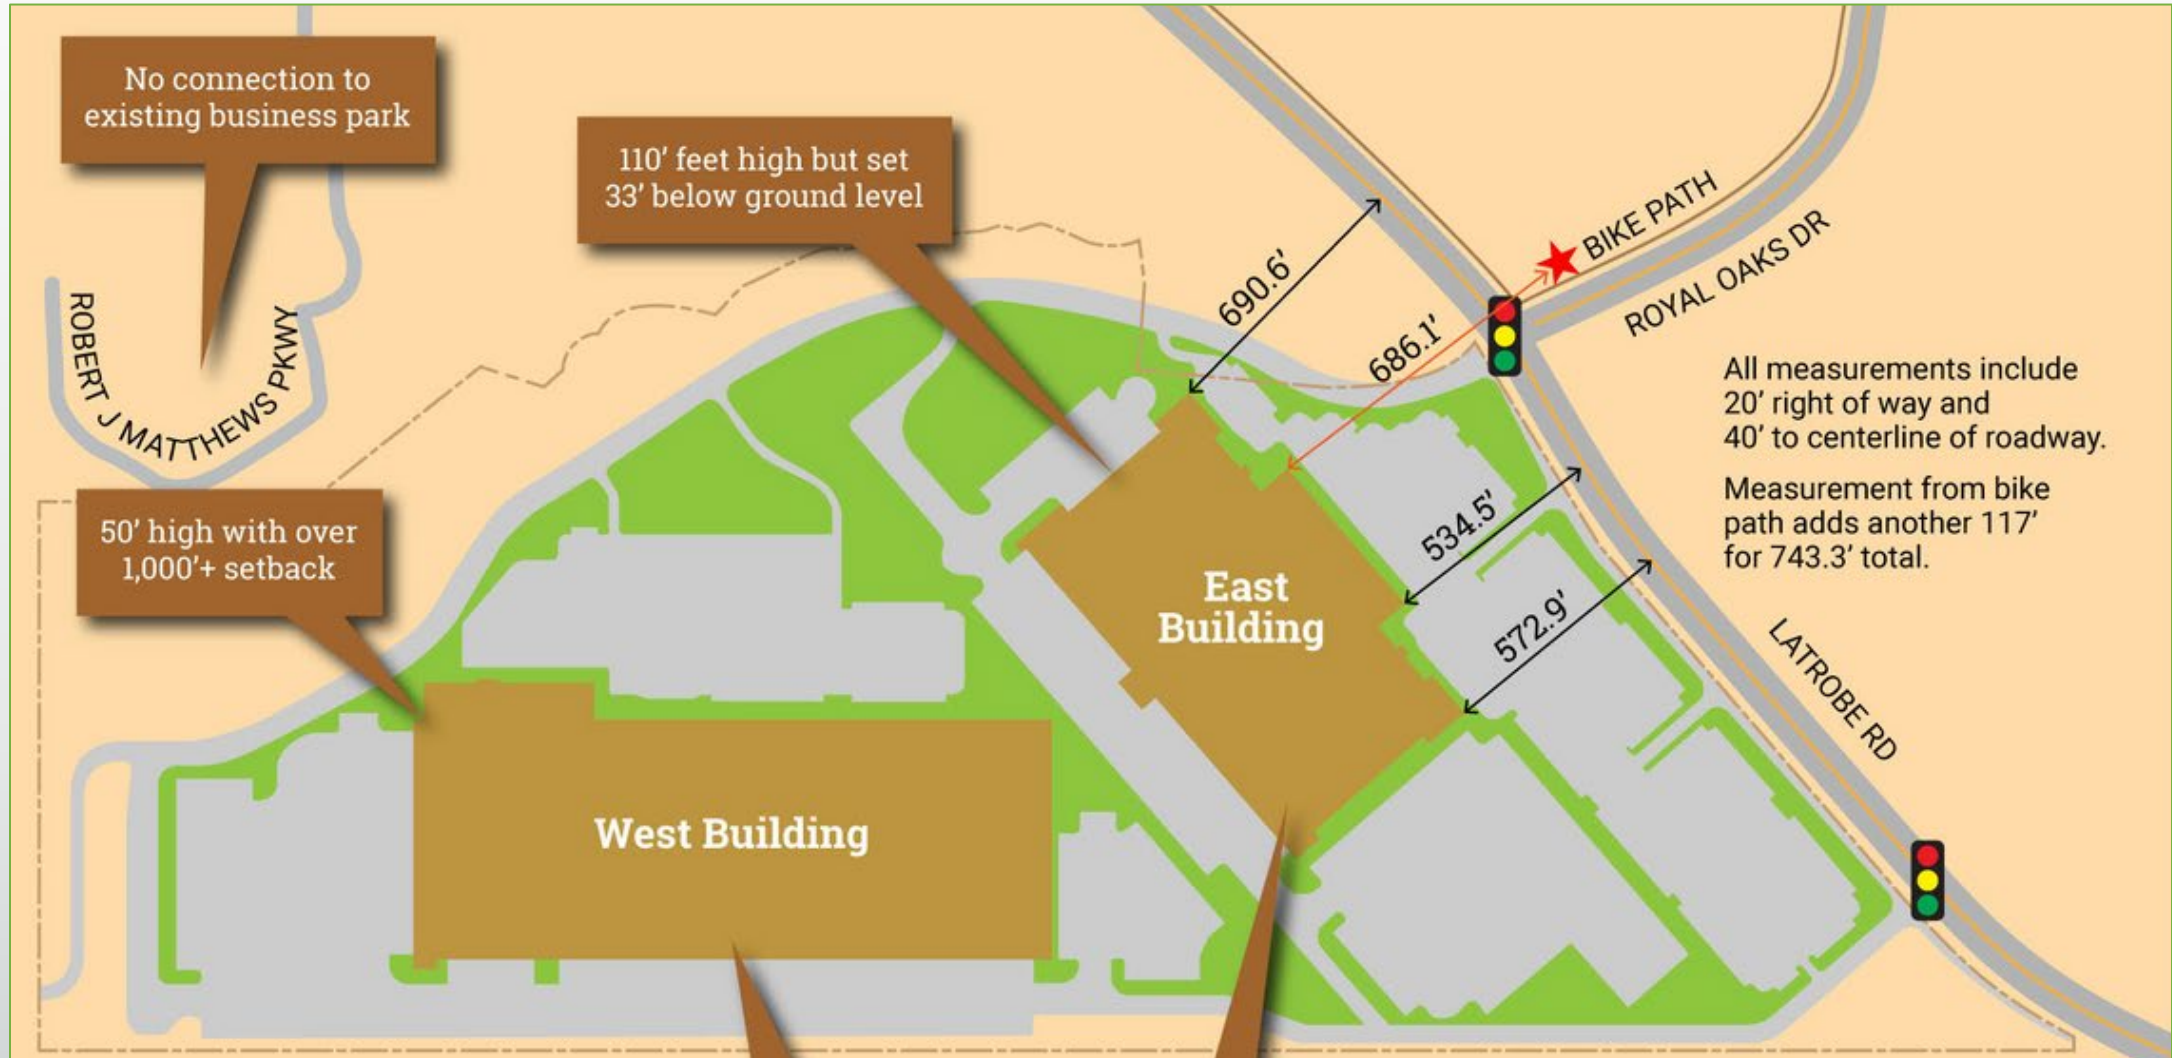 No connection to
existing business park
110' feet high but set
33' below ground level
690.6'
BIKE PATH
ROYAL OAKS DR
686.1'
ROBERT J MATTHEWS PKWY
All measurements include
20' right of way and
40' to centerline of roadway.
Measurement from bike
path adds another 117'
for 743.3' total.
50' high with over
1,000'+ setback
534.5'
East
Building
572.9'
LATROBE RD
West Building